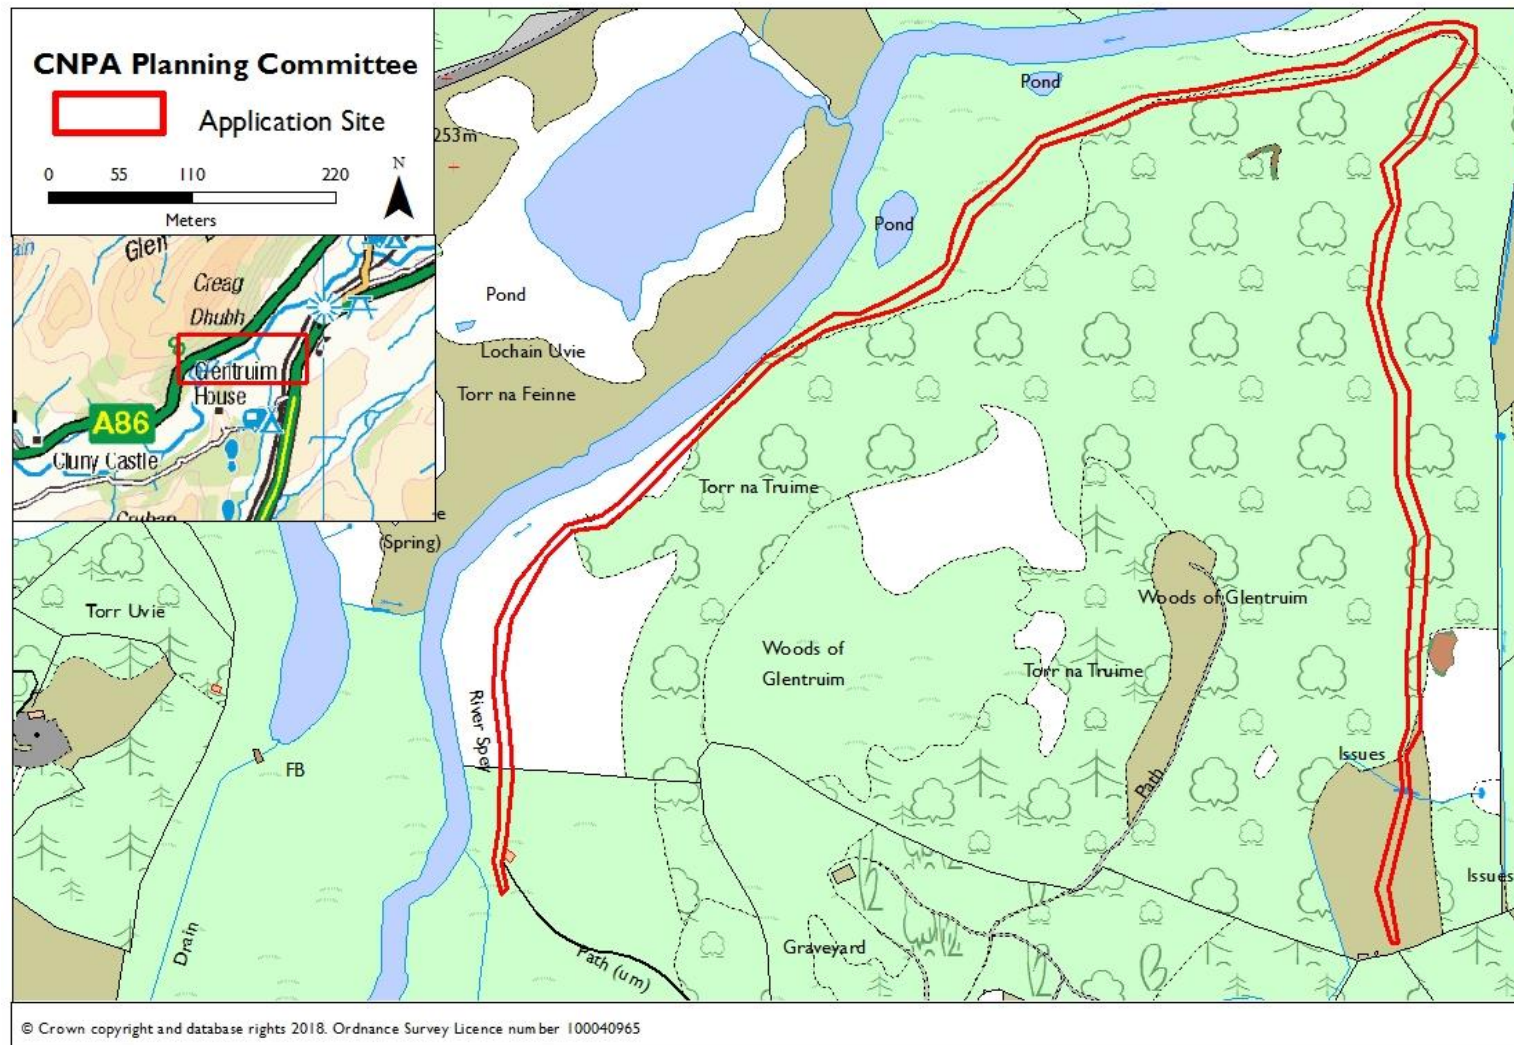 CNPA Planning Committee
Application Site
0 55 110 220
Meters
N
Glen
Creag
Dhubh
Glentruim
House
A86
Cluny Castle
253m
Pond
Pond
Pond
Lochain Uvie
Torr na Feinne
(Spring)
Torr na Truime
Torr Uvie
Woods of Glentruim
Woods of
Glentruim
Torr na Truime
River Spey
FB
Issues
Path
Issues
Drain
Graveyard
Path (um)
© Crown copyright and database rights 2018. Ordnance Survey Licence number 100040965